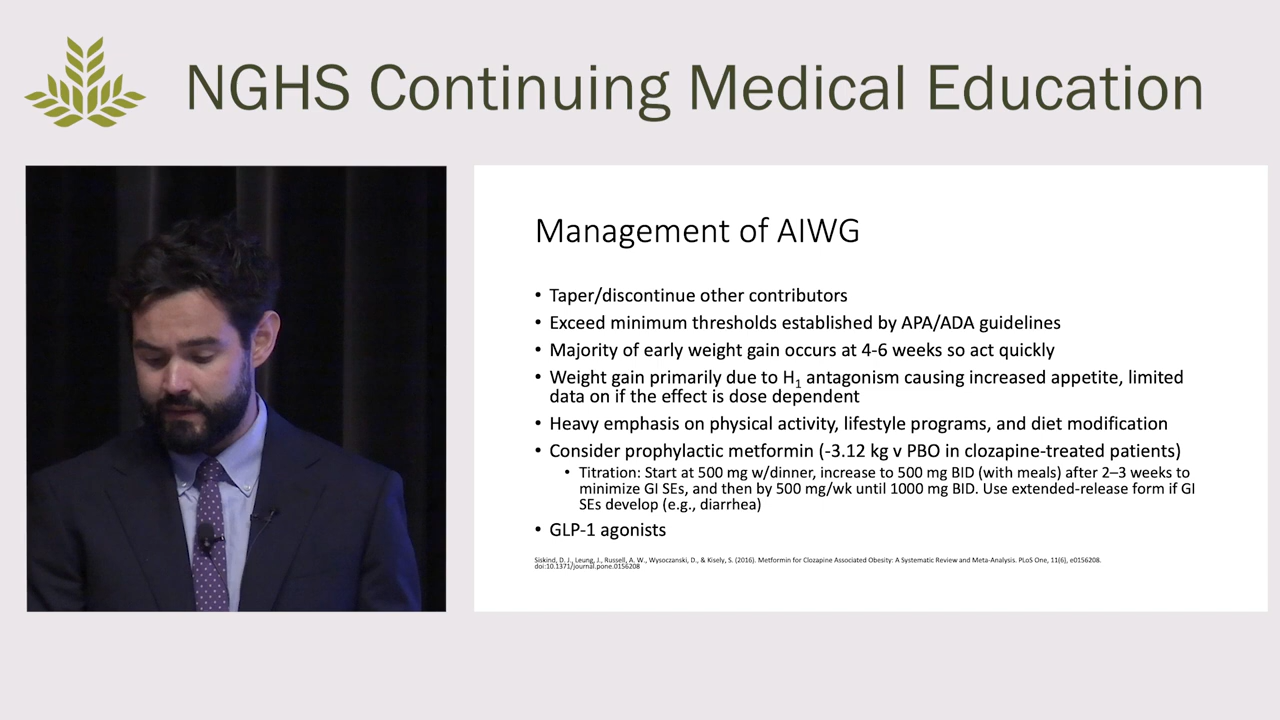 NGHS Continuing Medical Education
Management of AIWG
• Taper/discontinue other contributors
• Exceed minimum thresholds established by APA/ADA guidelines
• Majority of early weight gain occurs at 4-6 weeks so act quickly
• Weight gain primarily due to H₁ antagonism causing increased appetite, limited
data on if the effect is dose dependent
• Heavy emphasis on physical activity, lifestyle programs, and diet modification
• Consider prophylactic metformin (-3.12 kg v PBO in clozapine-treated patients)
• Titration: Start at 500 mg w/dinner, increase to 500 mg BID (with meals) after 2–3 weeks to
minimize GI SEs, and then by 500 mg/wk until 1000 mg BID. Use extended-release form if GI
SEs develop (e.g., diarrhea)
• GLP-1 agonists
Siskind, D. J., Leung, J., Russell, A. W., Wysoczanski, D., & Kisely, S. (2016). Metformin for Clozapine Associated Obesity: A Systematic Review and Meta-Analysis. PLoS One, 11(6), e0156208.
doi:10.1371/journal.pone.0156208